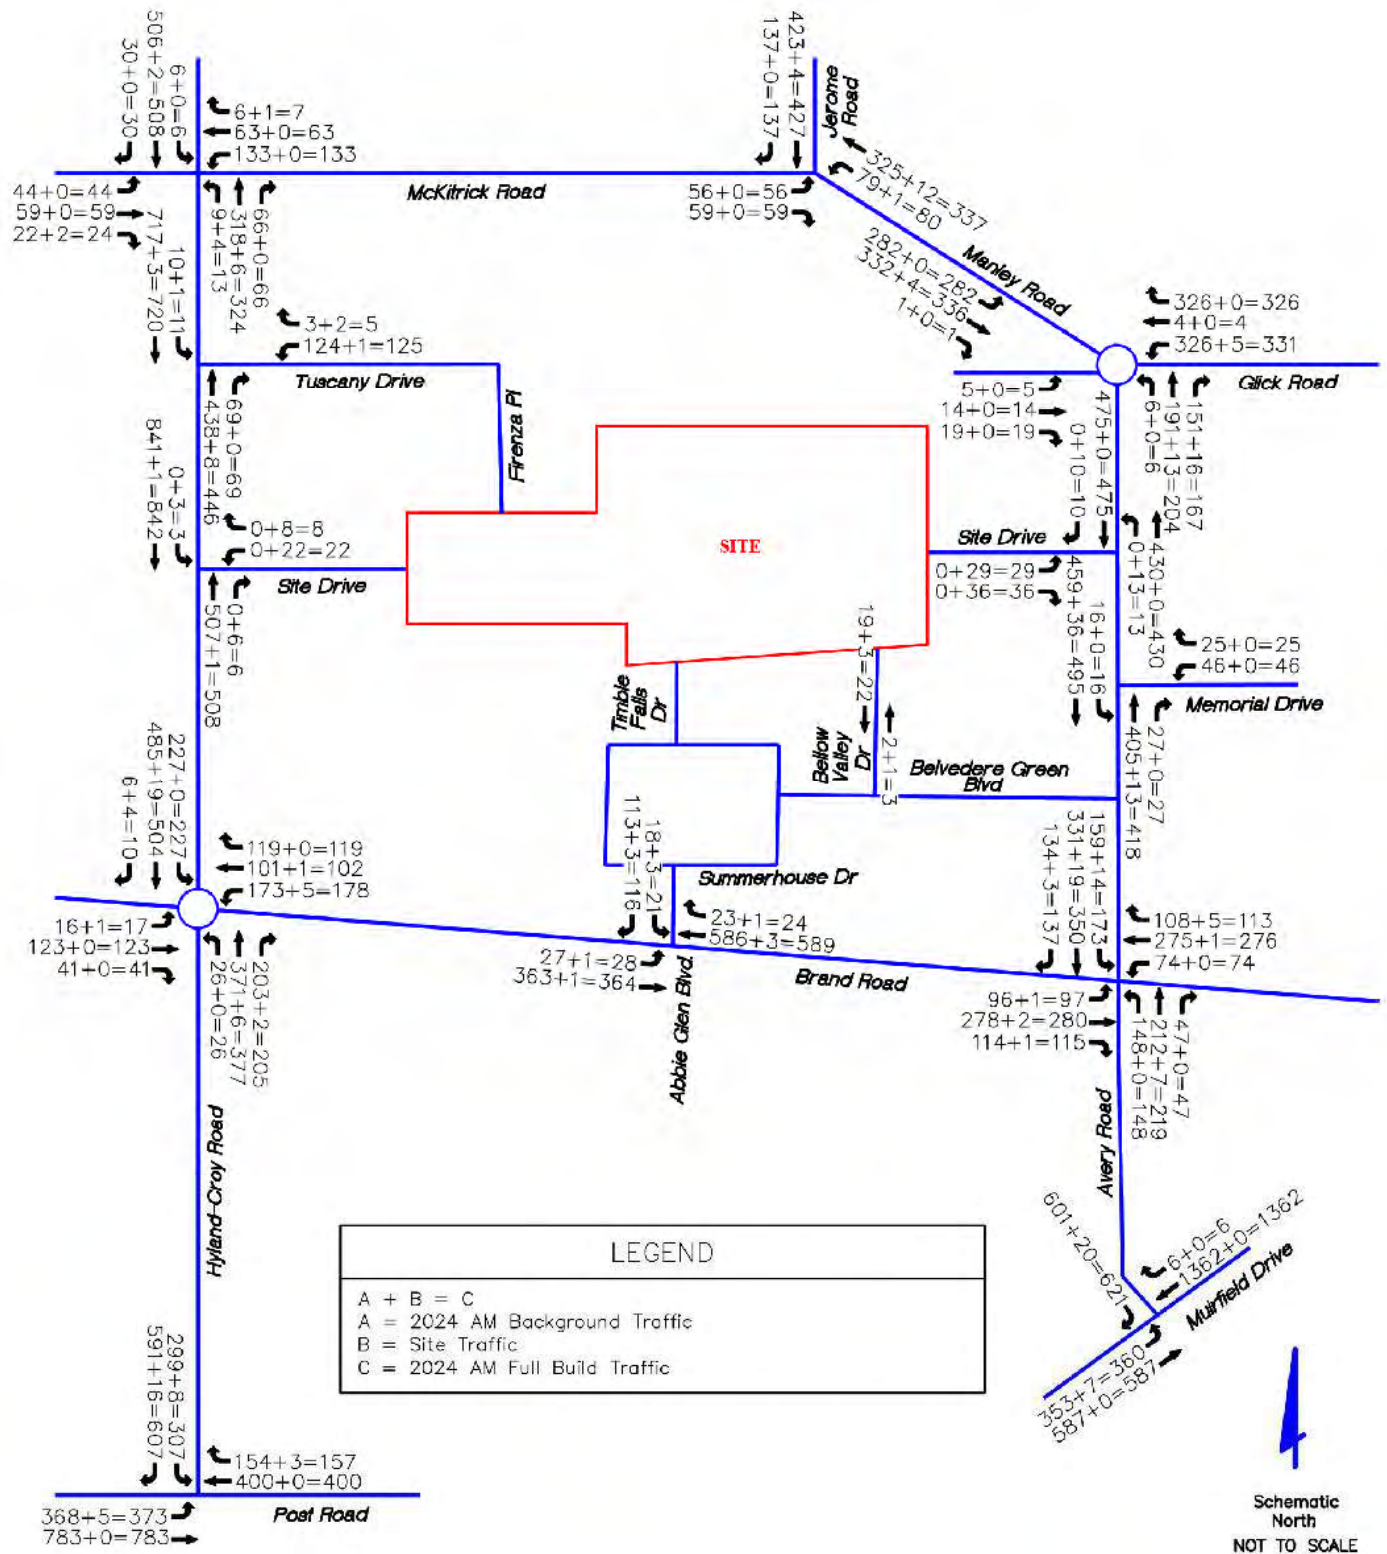 506+2=508
30+0=30
6+0=6
6+1=7
63+0=63
133+0=133
423+4=427
137+0=137
Jerome
Road
325+12=337
79+1=80
44+0=44
59+0=59
22+2=24
McKitrick Road
56+0=56
59+0=59
717+3=720
10+1=11
9+4=13
318+6=324
66+0=66
282+0=282
332+4=336
1+0=1
Manley Road
326+0=326
4+0=4
326+5=331
3+2=5
124+1=125
Tuscany Drive
Firenza Pl
Glick Road
5+0=5
14+0=14
19+0=19
475+0=475
0+10=10
6+0=6
191+13=204
151+16=167
841+1=842
0+3=3
438+8=446
69+0=69
0+8=8
0+22=22
Site Drive
SITE
Site Drive
0+29=29
0+36=36
0+13=13
430+0=430
507+1=508
0+6=6
459+36=495
16+0=16
25+0=25
46+0=46
Memorial Drive
19+3=22
2+1=3
Timble
Falls
Dr
Bellow
Valley
Dr
Belvedere Green
Blvd
405+13=418
27+0=27
485+19=504
227+0=227
6+4=10
119+0=119
101+1=102
173+5=178
113+3=116
18+3=21
Summerhouse Dr
159+14=173
331+19=350
134+3=137
16+1=17
123+0=123
41+0=41
26+0=26
371+6=377
203+2=205
23+1=24
586+3=589
27+1=28
363+1=364
Abbie Glen Blvd
Brand Road
108+5=113
275+1=276
74+0=74
96+1=97
278+2=280
114+1=115
148+0=148
212+7=219
47+0=47
Hyland-Croy Road
Avery Road
601+20=621
6+0=6
1362+0=1362
Muirfield Drive
353+7=360
587+0=587
LEGEND
A + B = C
A = 2024 AM Background Traffic
B = Site Traffic
C = 2024 AM Full Build Traffic
591+16=607
299+8=307
154+3=157
400+0=400
368+5=373
783+0=783
Post Road
Schematic
North
NOT TO SCALE